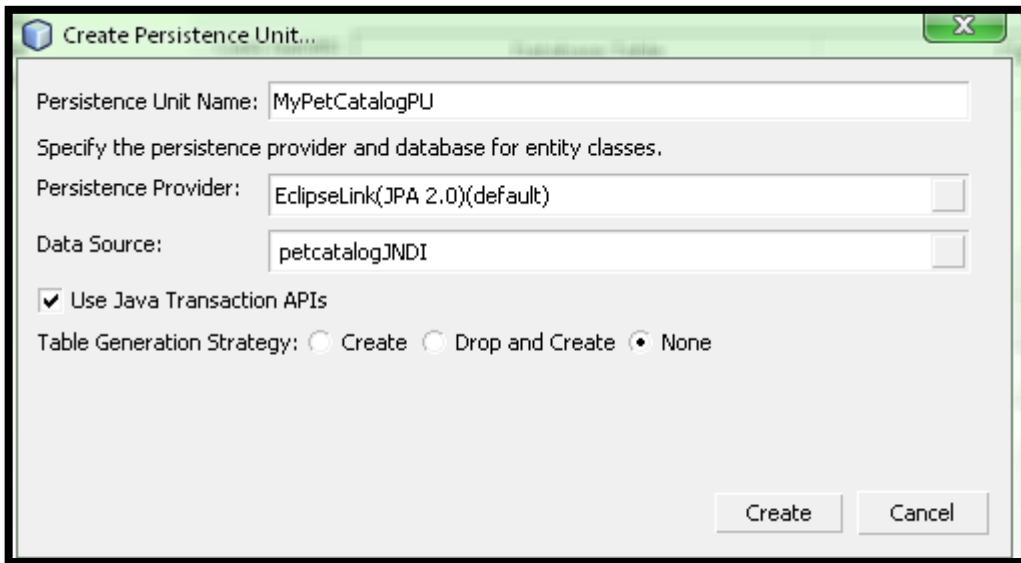 Create Persistence Unit...
Persistence Unit Name: MyPetCatalogPU
Specify the persistence provider and database for entity classes.
Persistence Provider: EclipseLink(JPA 2.0)(default)
Data Source: petcatalogJNDI
Use Java Transaction APIs
Table Generation Strategy: Create Drop and Create None
Create Cancel